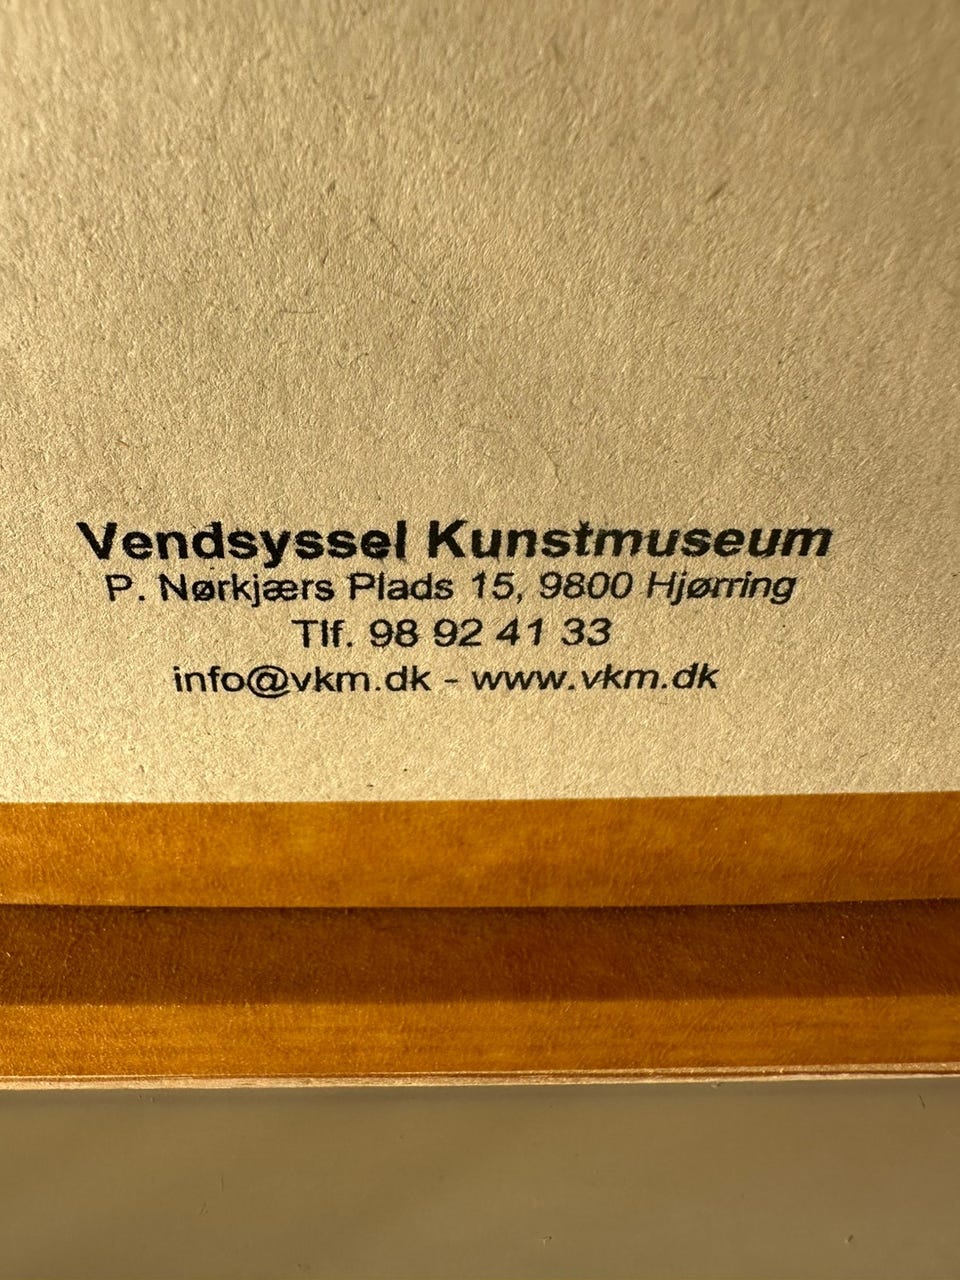 Vendsyssel Kunstmuseum
P. Nørkjærs Plads 15, 9800 Hjørring
Tlf. 98 92 41 33
info@vkm.dk - www.vkm.dk